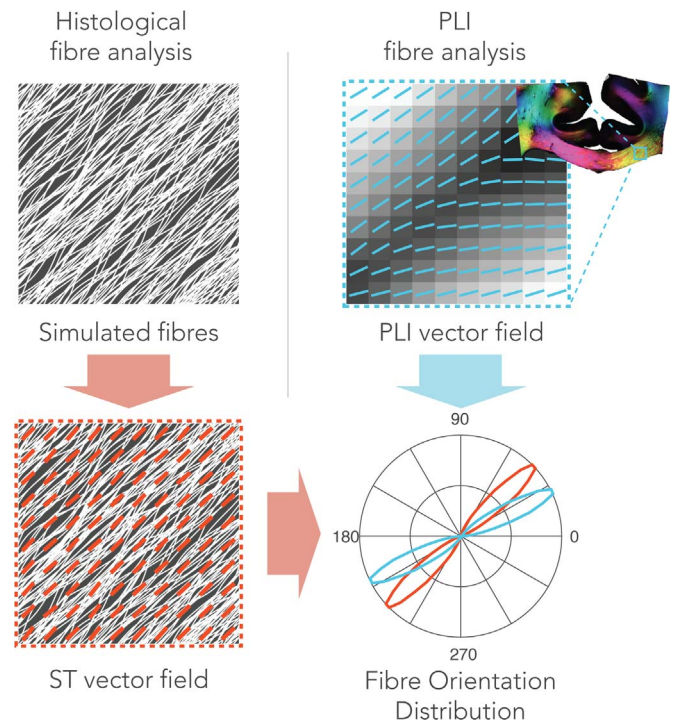 Histological
fibre analysis
PLI
fibre analysis
Simulated fibres
PLI vector field
90
180
0
270
ST vector field
Fibre Orientation
Distribution